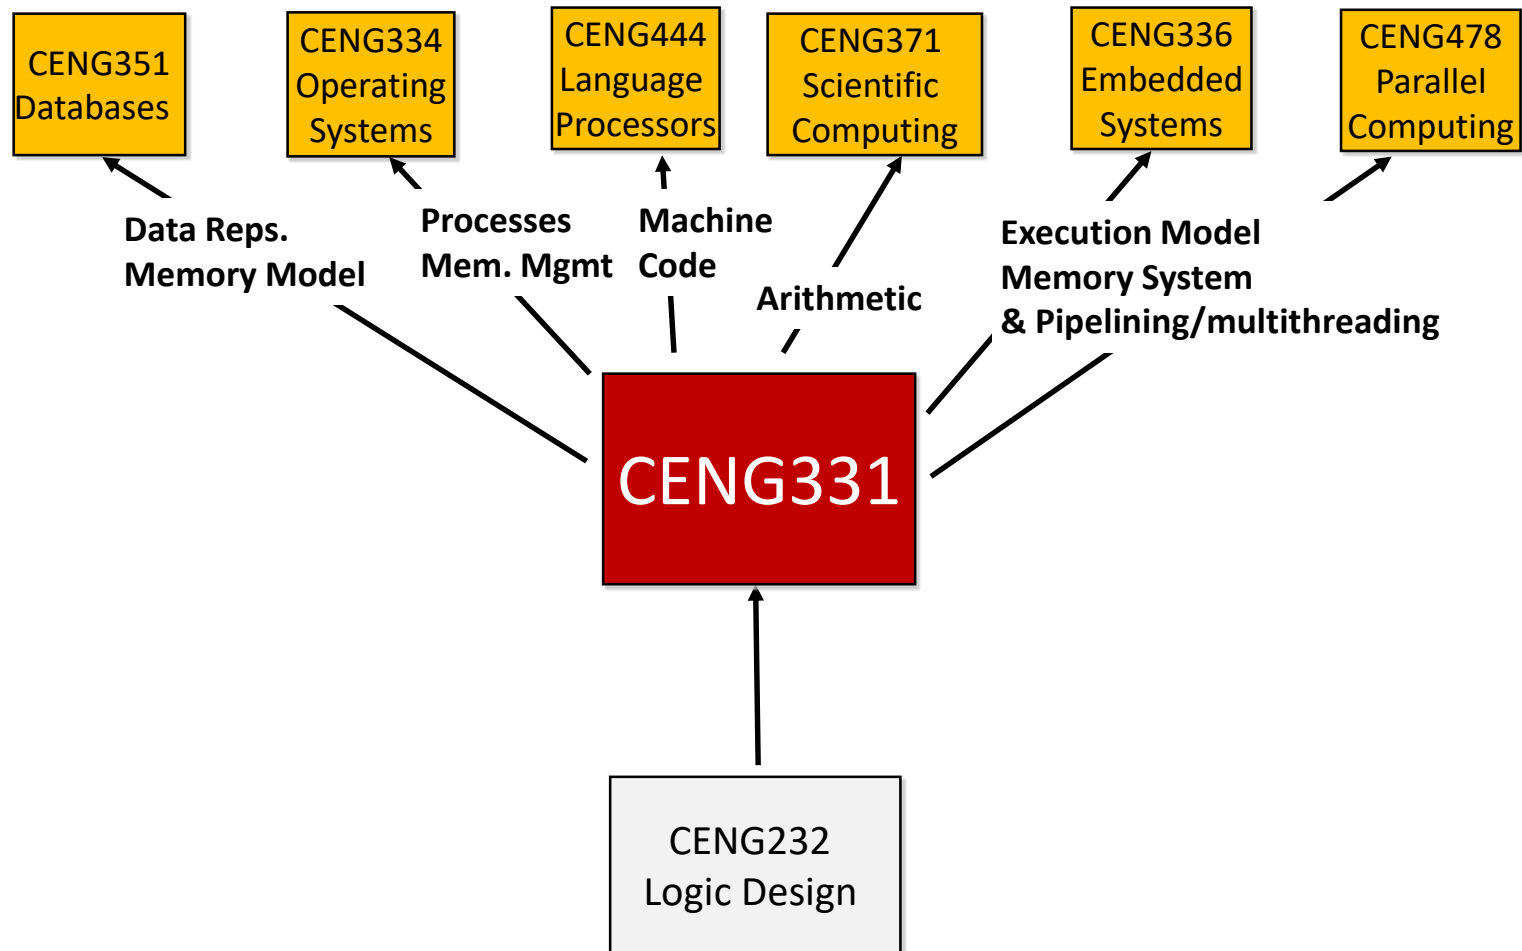 CENG351
Databases
CENG334
Operating
Systems
CENG444
Language
Processors
CENG371
Scientific
Computing
CENG336
Embedded
Systems
CENG478
Parallel
Computing
Data Reps.
Memory Model
Processes
Mem. Mgmt
Machine
Code
Arithmetic
Execution Model
Memory System
& Pipelining/multithreading
CENG331
CENG232
Logic Design